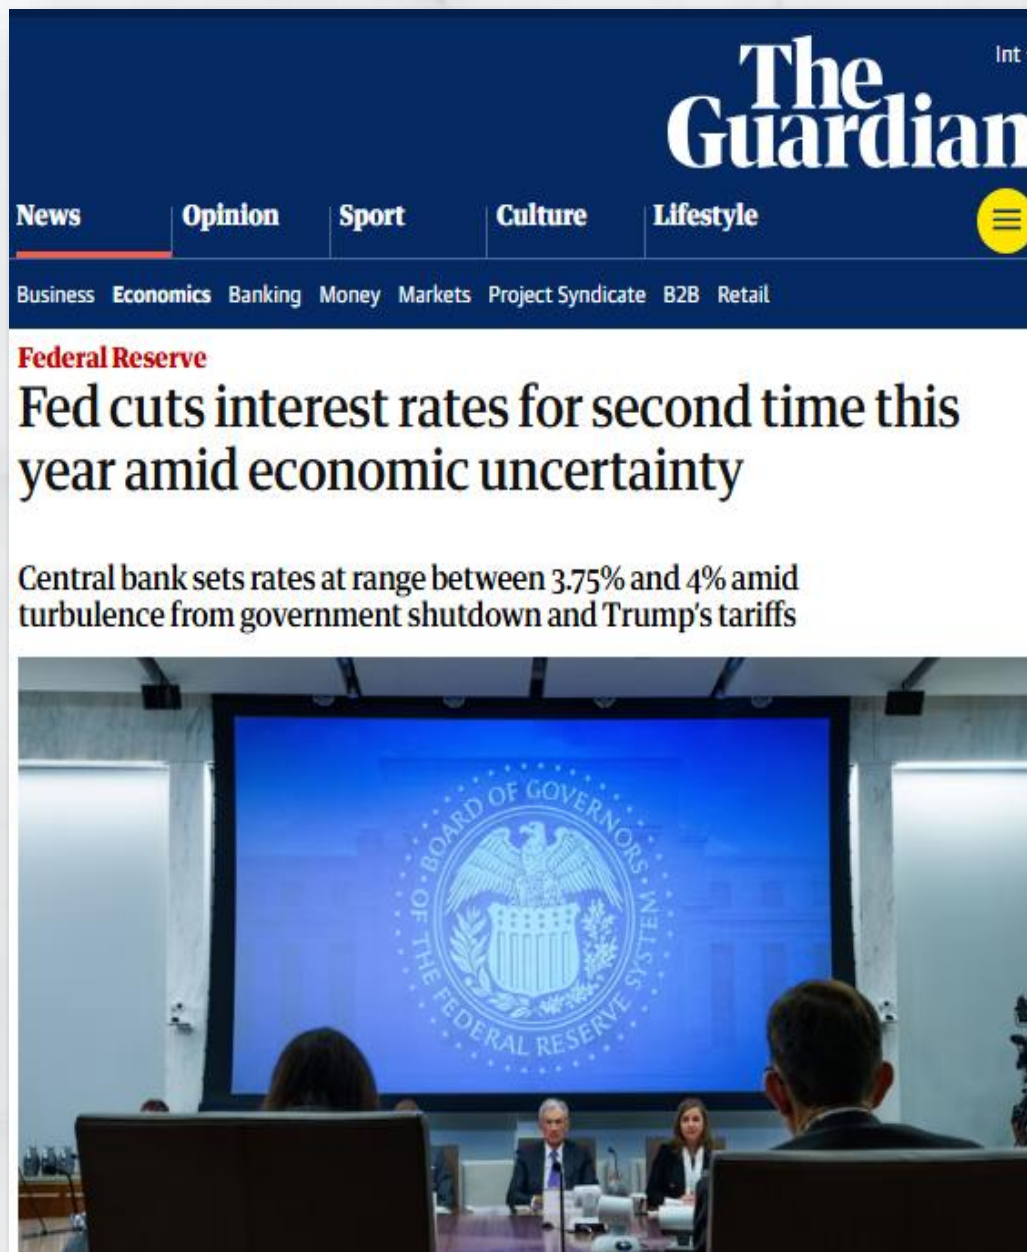 The
Guardian
Int
News Opinion Sport Culture Lifestyle
Business Economics Banking Money Markets Project Syndicate B2B Retail
Federal Reserve
Fed cuts interest rates for second time this
year amid economic uncertainty
Central bank sets rates at range between 3.75% and 4% amid
turbulence from government shutdown and Trump's tariffs
BOARD OF GOVERNORS
OF THE FEDERAL RESERVE SYSTEM